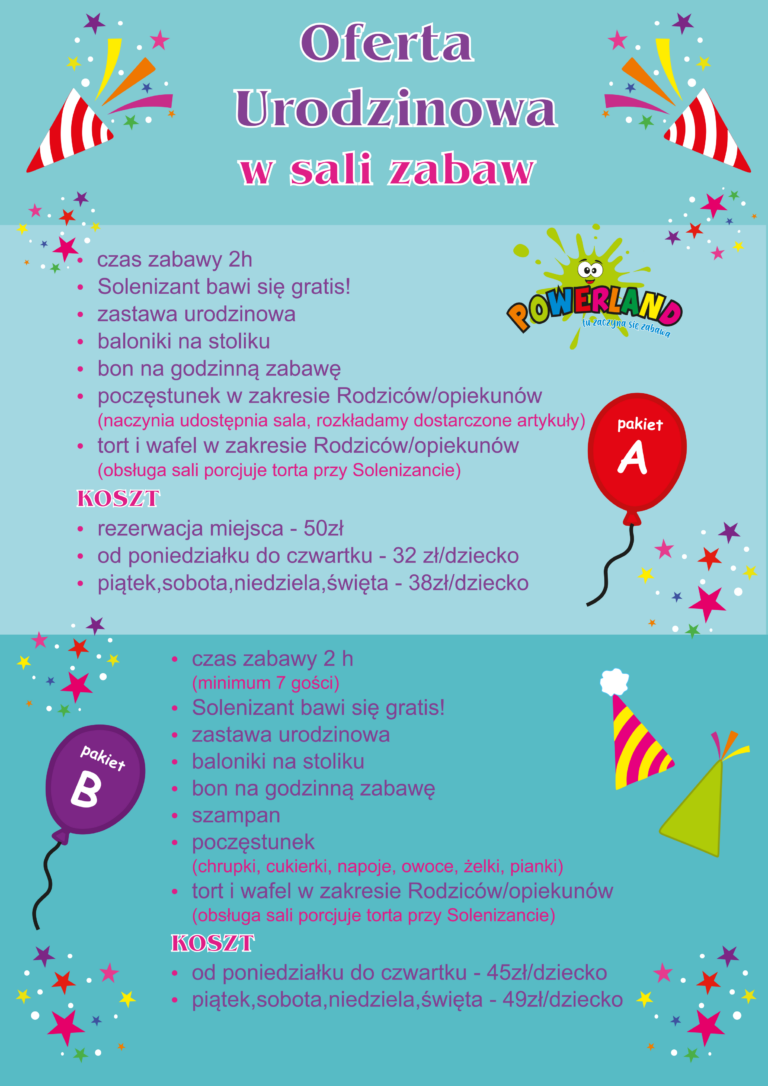 Oferta
Urodzinowa
w sali zabaw
• czas zabawy 2h
• Solenizant bawi się gratis!
• zastawa urodzinowa
• baloniki na stoliku
• bon na godzinną zabawę
• poczęstunek w zakresie Rodziców/opiekunów
(naczynia udostępnia sala, rozkładamy dostarczone artykuły)
• tort i wafel w zakresie Rodziców/opiekunów
(obsługa sali porcjuje torta przy Solenizancie)
POWERLAND
tu zaczyna się zabawa
pakiet
A
KOSZT
• rezerwacja miejsca - 50zł
• od poniedziałku do czwartku - 32 zł/dziecko
• piątek,sobota,niedziela,święta - 38zł/dziecko
• czas zabawy 2 h
(minimum 7 gości)
• Solenizant bawi się gratis!
• zastawa urodzinowa
• baloniki na stoliku
• bon na godzinną zabawę
• szampan
• poczęstunek
(chrupki, cukierki, napoje, owoce, żelki, pianki)
• tort i wafel w zakresie Rodziców/opiekunów
(obsługa sali porcjuje torta przy Solenizancie)
pakiet
B
KOSZT
• od poniedziałku do czwartku - 45zł/dziecko
• piątek,sobota,niedziela,święta - 49zł/dziecko